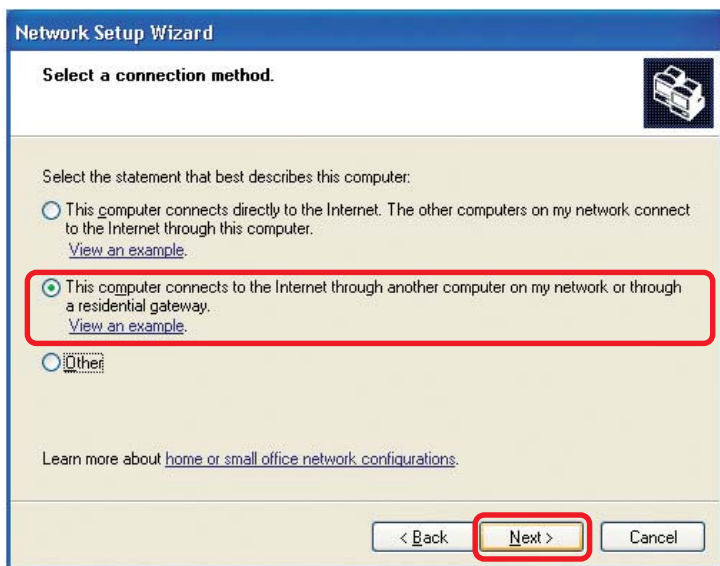 Network Setup Wizard
Select a connection method.
Select the statement that best describes this computer:
This computer connects directly to the Internet. The other computers on my network connect
to the Internet through this computer.
View an example.
This computer connects to the Internet through another computer on my network or through
a residential gateway.
View an example.
Other
Learn more about home or small office network configurations.
< Back
Next >
Cancel